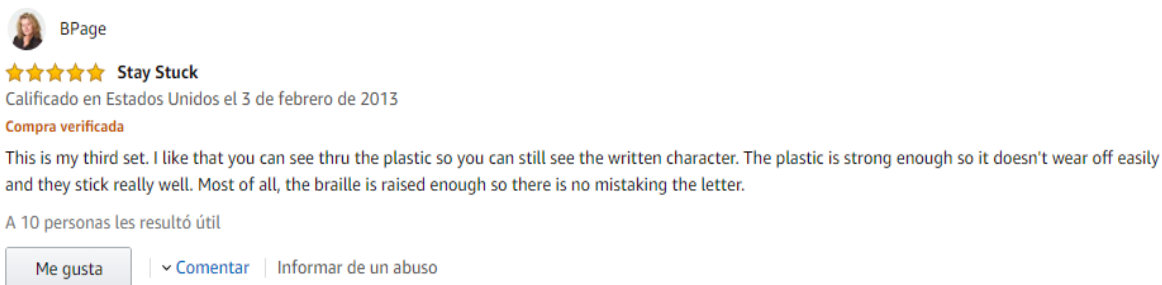 BPage
Stay Stuck
Calificado en Estados Unidos el 3 de febrero de 2013
Compra verificada
This is my third set. I like that you can see thru the plastic so you can still see the written character. The plastic is strong enough so it doesn't wear off easily
and they stick really well. Most of all, the braille is raised enough so there is no mistaking the letter.
A 10 personas les resultó útil
Me gusta Comentar Informar de un abuso